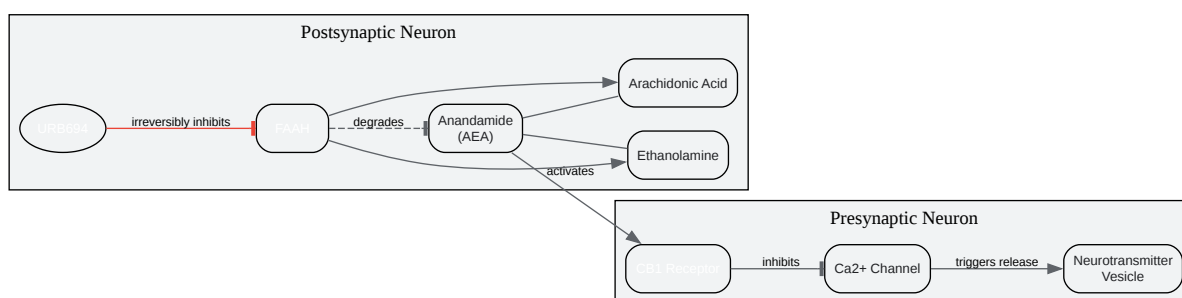 Postsynaptic Neuron
Arachidonic Acid
URB694
irreversibly inhibits
FAAH
degrades
Anandamide
(AEA)
Ethanolamine
activates
Presynaptic Neuron
CB1 Receptor
inhibits
Ca2+ Channel
triggers release
Neurotransmitter
Vesicle